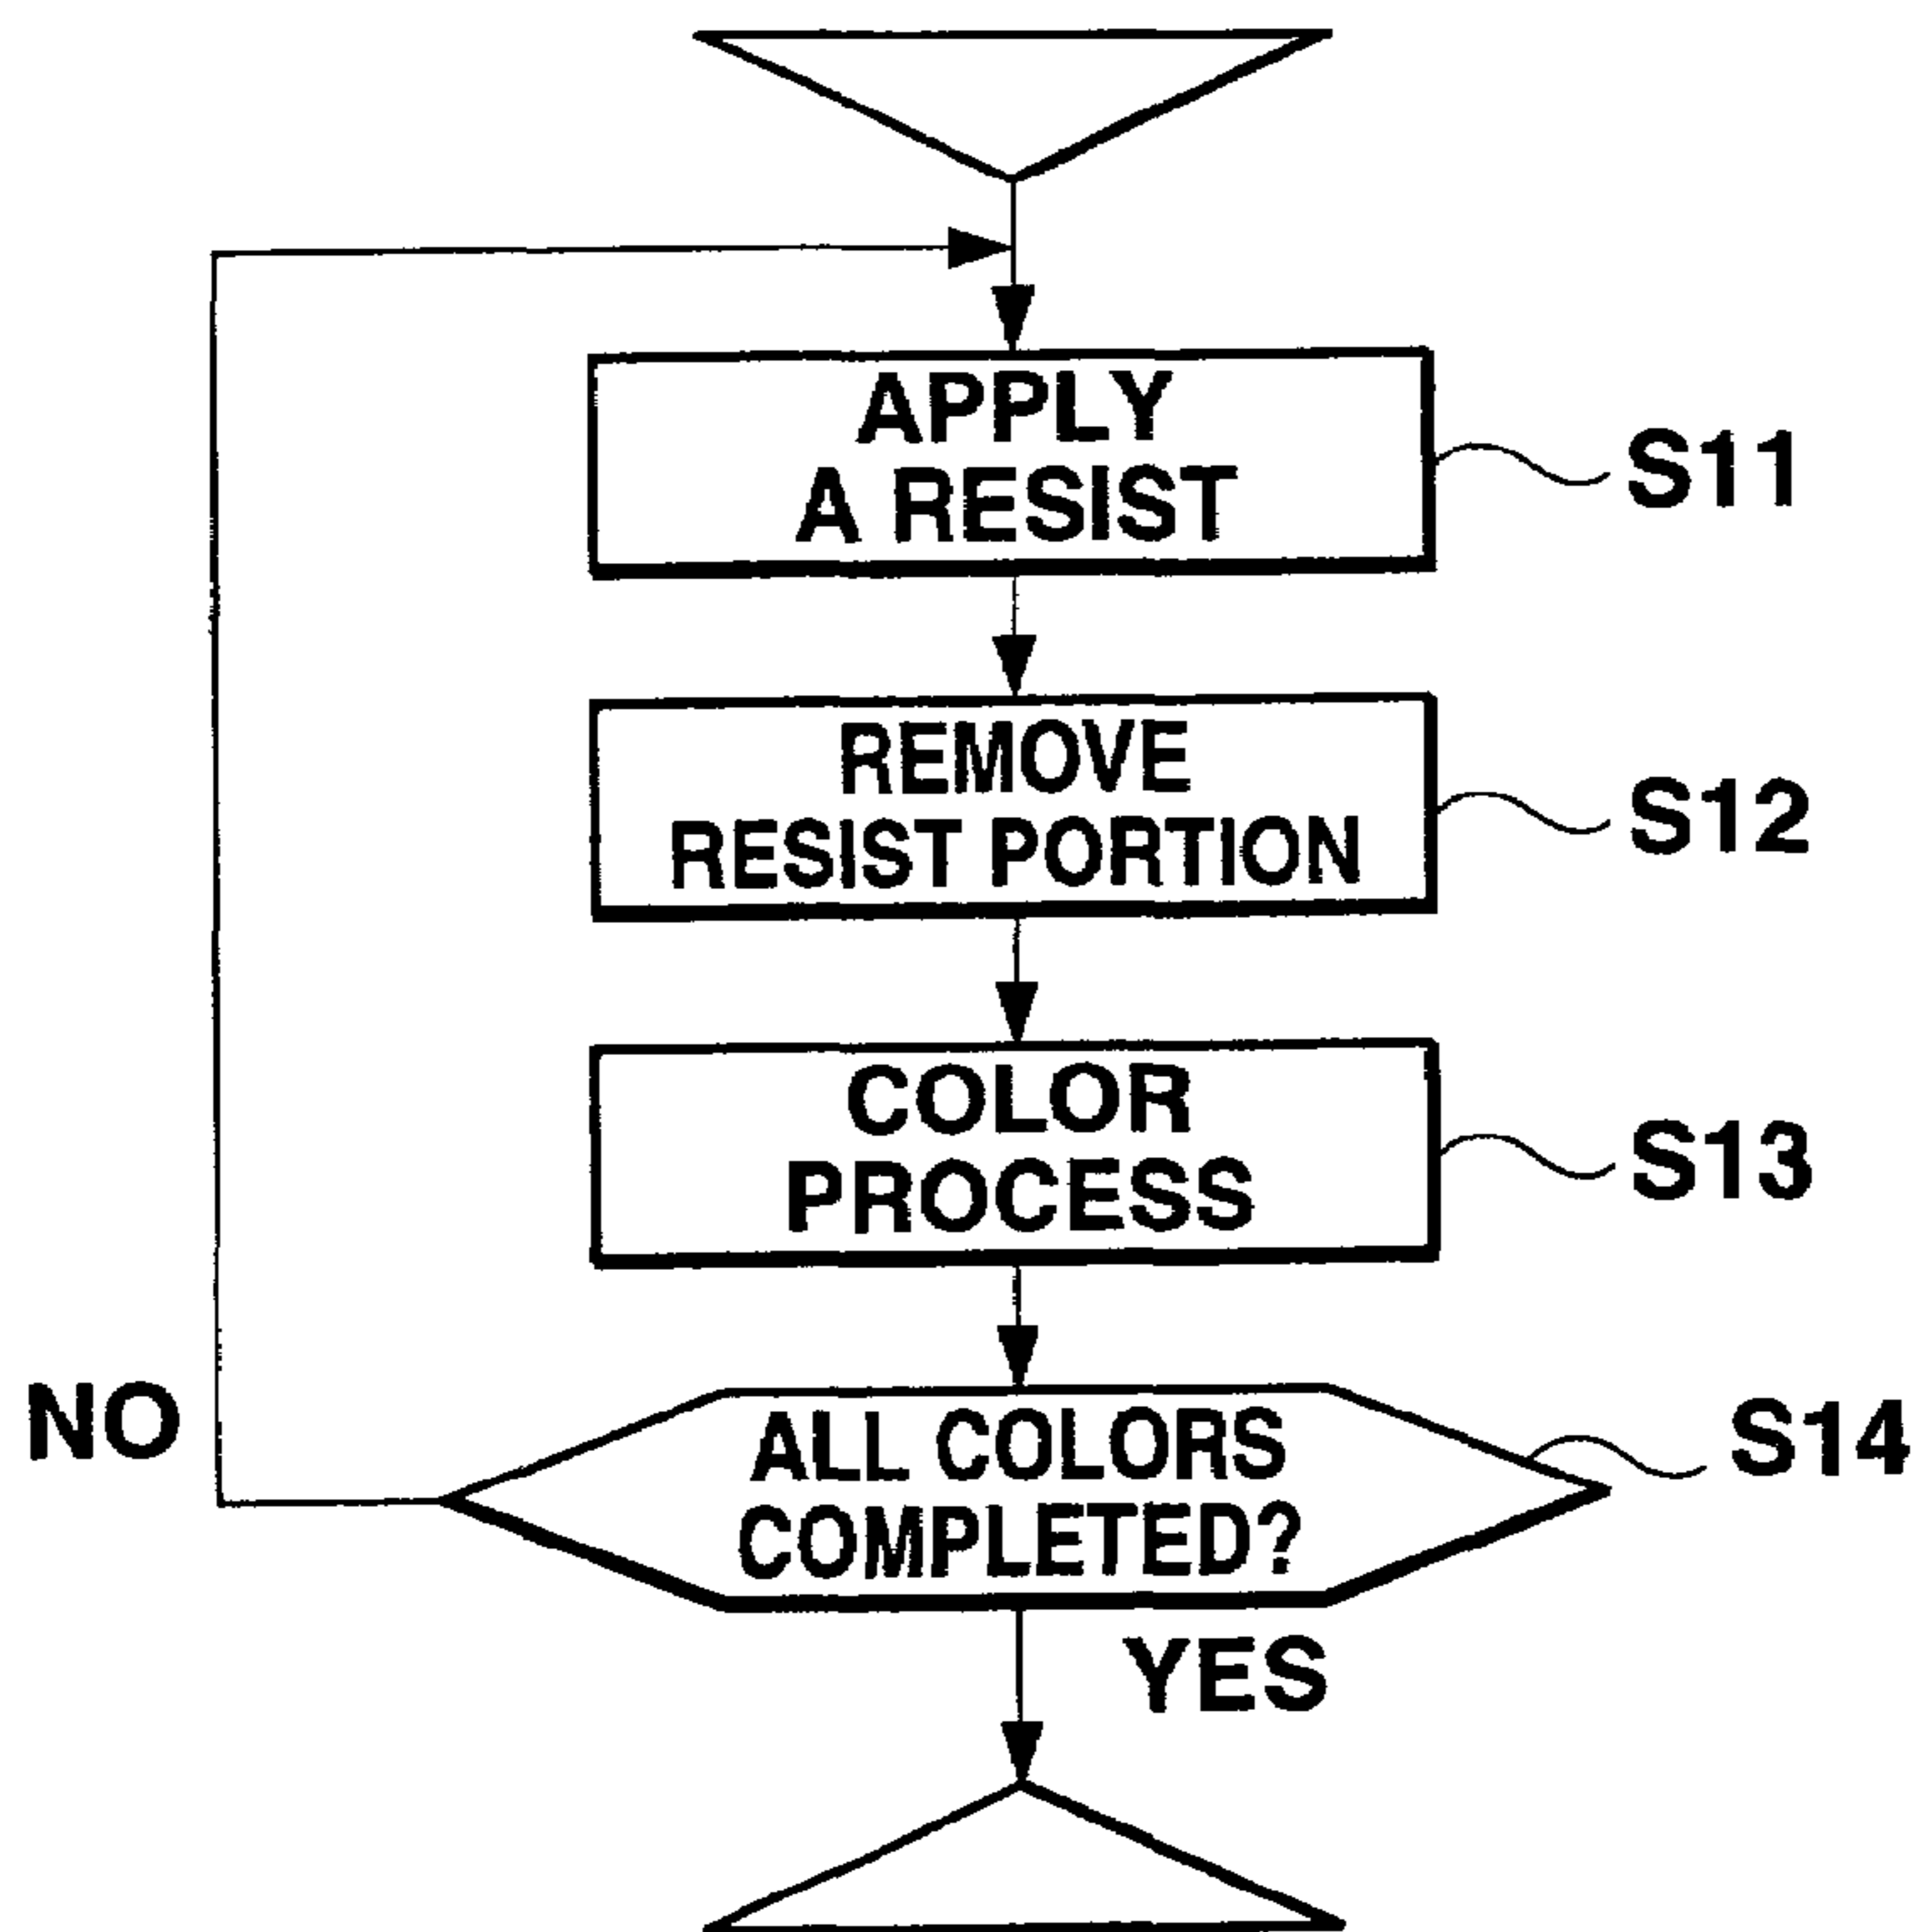 APPLY
A RESIST
S11
REMOVE
RESIST PORTION
S12
COLOR
PROCESS
S13
NO
ALL COLORS
COMPLETED?
S14
YES